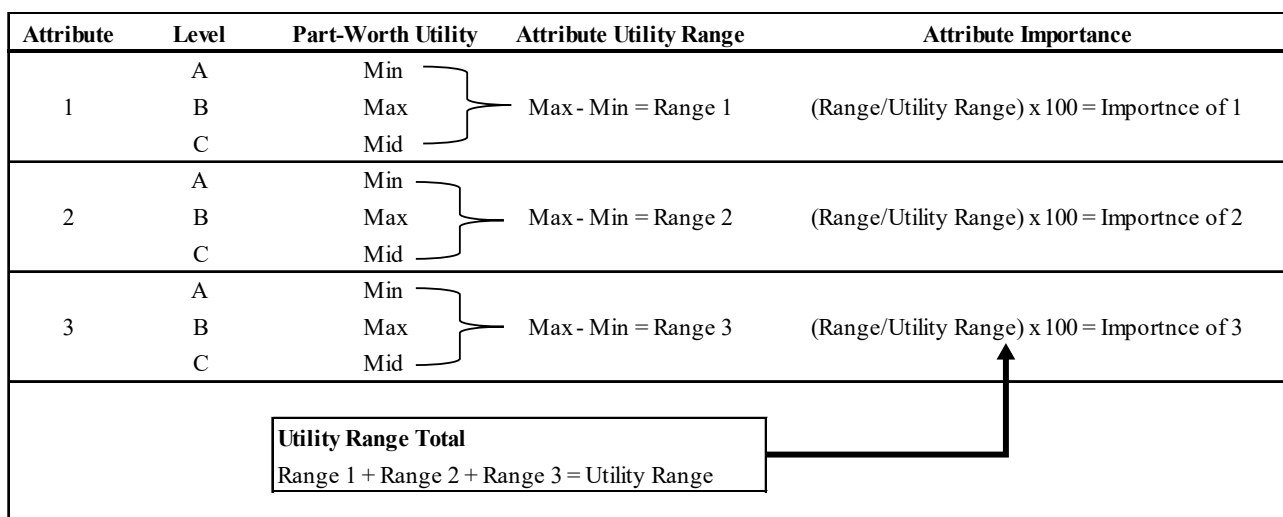 Attribute Level Part-Worth Utility Attribute Utility Range Attribute Importance
A Min
1 B Max Max - Min = Range 1 (Range/Utility Range) x 100 = Importnce of 1
C Mid
A Min
2 B Max Max - Min = Range 2 (Range/Utility Range) x 100 = Importnce of 2
C Mid
A Min
3 B Max Max - Min = Range 3 (Range/Utility Range) x 100 = Importnce of 3
C Mid
Utility Range Total
Range 1 + Range 2 + Range 3 = Utility Range